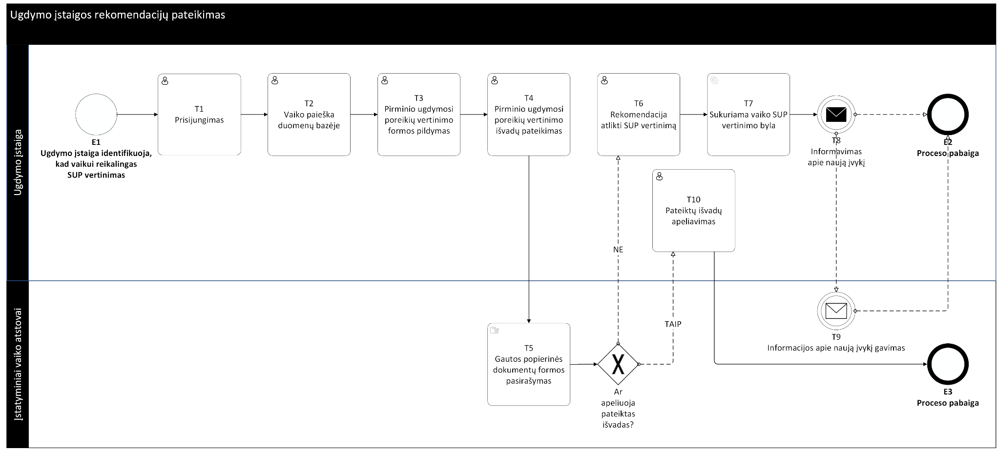 Ugdymo įstaigos rekomendacijų pateikimas
Ugdymo įstaiga
E1
Ugdymo įstaiga identifikuoja,
kad vaikui reikalingas
SUP vertinimas
T1
Prisijungimas
T2
Vaiko paieška
duomenų bazėje
T3
Pirminio ugdymosi
poreikių vertinimo
formos pildymas
T4
Pirminio ugdymosi
poreikių vertinimo
išvadų pateikimas
T6
Rekomendacija
atlikti SUP vertinimą
T7
Sukuriama vaiko SUP
vertinimo byla
T8
Informavimas
apie naują įvykį
E2
Proceso pabaiga
T10
Pateiktų išvadų
apeliavimas
NE
TAIP
Įstatyminiai vaiko atstovai
T5
Gautos popierinės
dokumentų formos
pasirašymas
X
Ar
apeliuoja
pateiktas
išvadas?
T9
Informacijos apie naują įvykį gavimas
E3
Proceso pabaiga